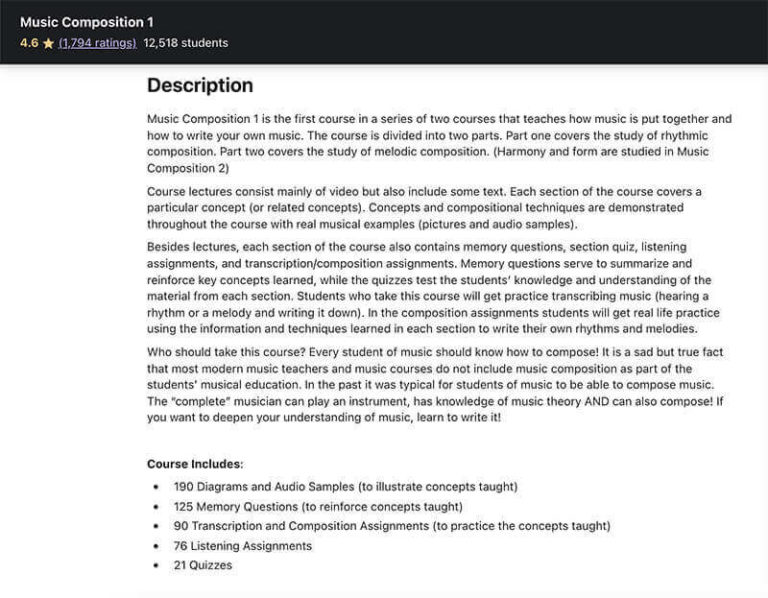 Music Composition 1
4.6 ★ (1,794 ratings) 12,518 students
Description
Music Composition 1 is the first course in a series of two courses that teaches how music is put together and
how to write your own music. The course is divided into two parts. Part one covers the study of rhythmic
composition. Part two covers the study of melodic composition. (Harmony and form are studied in Music
Composition 2)
Course lectures consist mainly of video but also include some text. Each section of the course covers a
particular concept (or related concepts). Concepts and compositional techniques are demonstrated
throughout the course with real musical examples (pictures and audio samples).
Besides lectures, each section of the course also contains memory questions, section quiz, listening
assignments, and transcription/composition assignments. Memory questions serve to summarize and
reinforce key concepts learned, while the quizzes test the students' knowledge and understanding of the
material from each section. Students who take this course will get practice transcribing music (hearing a
rhythm or a melody and writing it down). In the composition assignments students will get real life practice
using the information and techniques learned in each section to write their own rhythms and melodies.
Who should take this course? Every student of music should know how to compose! It is a sad but true fact
that most modern music teachers and music courses do not include music composition as part of the
students' musical education. In the past it was typical for students of music to be able to compose music.
The "complete" musician can play an instrument, has knowledge of music theory AND can also compose! If
you want to deepen your understanding of music, learn to write it!
Course Includes:
• 190 Diagrams and Audio Samples (to illustrate concepts taught)
• 125 Memory Questions (to reinforce concepts taught)
• 90 Transcription and Composition Assignments (to practice the concepts taught)
• 76 Listening Assignments
• 21 Quizzes